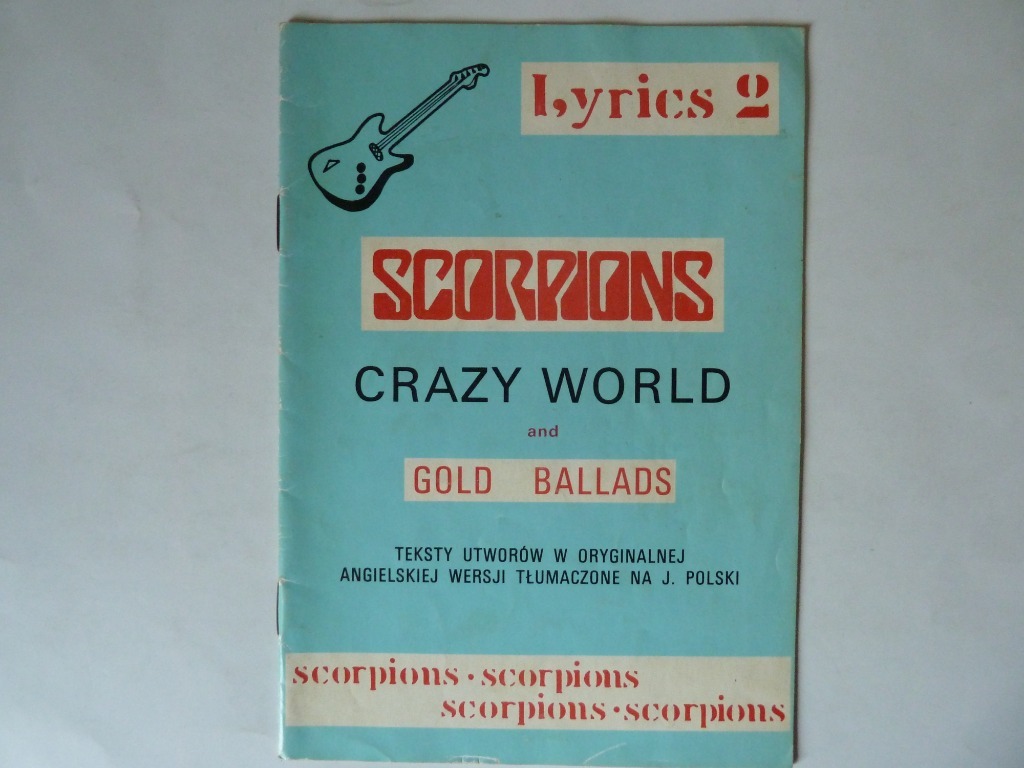 Lyrics 2
SCORPIONS
CRAZY WORLD
and
GOLD BALLADS
TEKSTY UTWORÓW W ORYGINALNEJ
ANGIELSKIEJ WERSJI TŁUMACZONE NA J. POLSKI
scorpions · scorpions
scorpions · scorpions